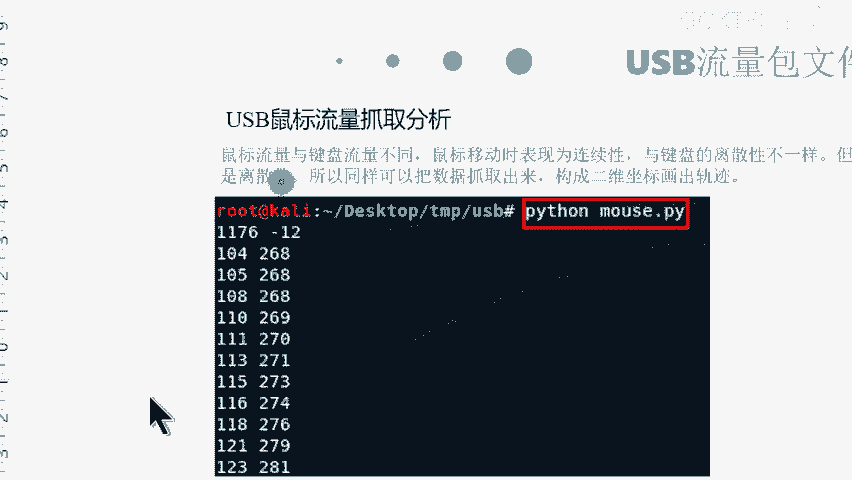 USB流量包文件
USB鼠标流量抓取分析
鼠标流量与键盘流量不同，鼠标移动时表现为连续性，与键盘的离散性不一样。但
是离散 所以同样可以把数据抓取出来，构成二维坐标画出轨迹。
root@kali:~/Desktop/tmp/usb# python mouse.py
1176 -12
104 268
105 268
108 268
110 269
111 270
113 271
115 273
116 274
118 276
121 279
123 281